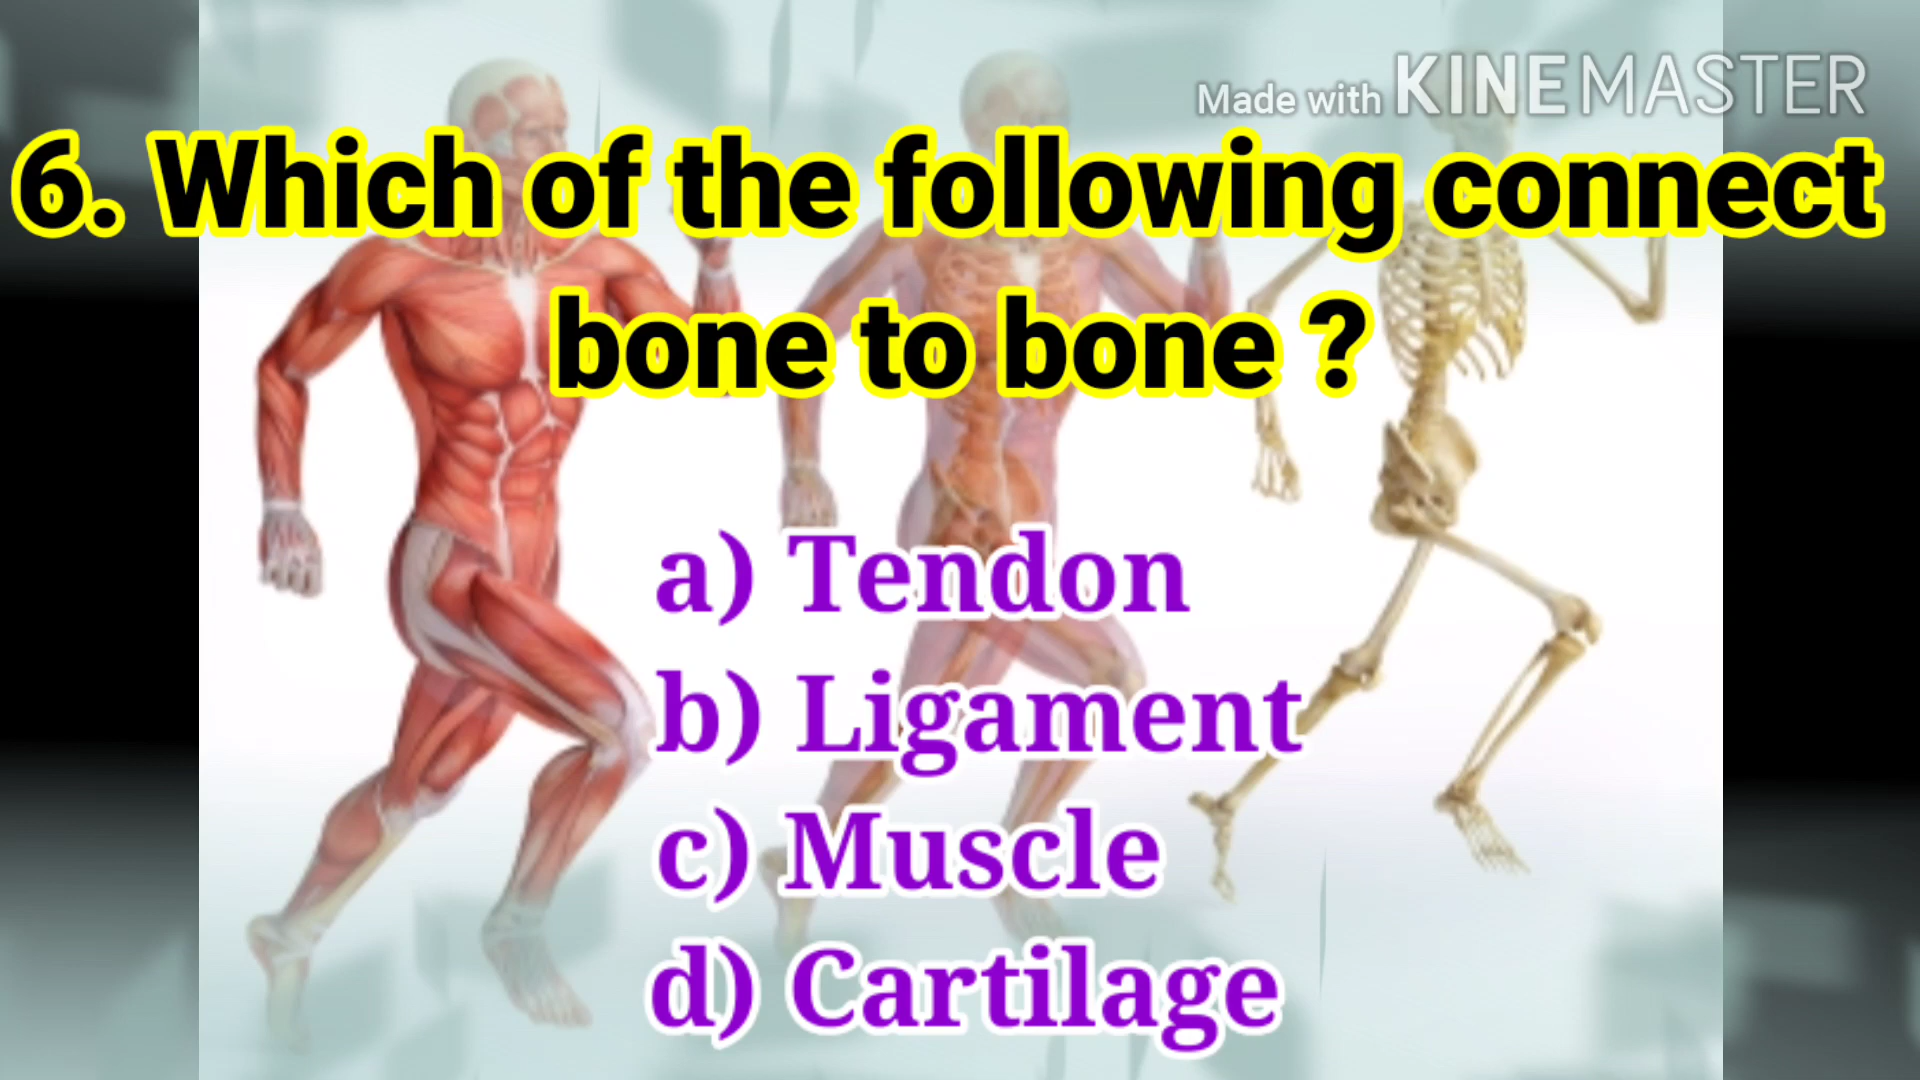 Made with KINEMASTER
6. Which of the following connect
bone to bone ?
a) Tendon
b) Ligament
c) Muscle
d) Cartilage